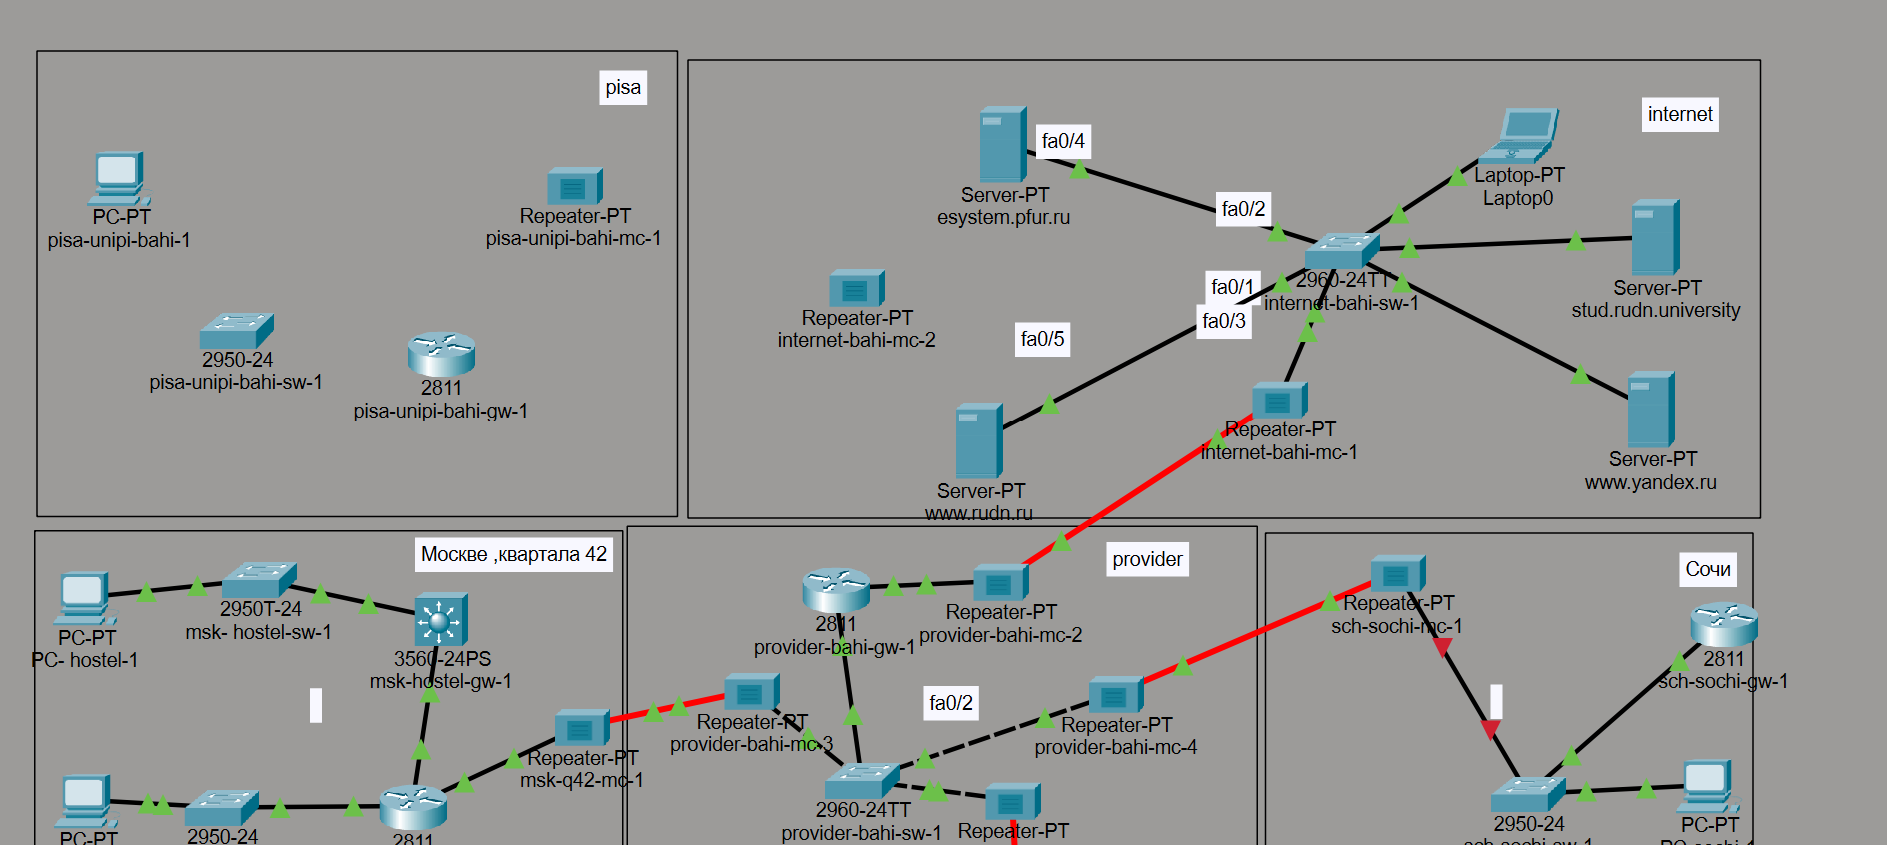 pisa
PC-PT
pisa-unipi-bahi-1
Repeater-PT
pisa-unipi-bahi-mc-1
2950-24
pisa-unipi-bahi-sw-1
2811
pisa-unipi-bahi-gw-1
internet
fa0/4
Server-PT
esystem.pfur.ru
fa0/2
Laptop-PT
Laptop0
2960-24TT
internet-bahi-sw-1
Server-PT
stud.rudn.university
fa0/1
fa0/3
Repeater-PT
internet-bahi-mc-2
fa0/5
Repeater-PT
internet-bahi-mc-1
Server-PT
www.yandex.ru
Server-PT
www.rudn.ru
Москве ,квартала 42
PC-PT
PC- hostel-1
2950T-24
msk- hostel-sw-1
3560-24PS
msk-hostel-gw-1
Repeater-PT
msk-q42-mc-1
PC-PT
2950-24
2811
provider
2811
provider-bahi-gw-1
Repeater-PT
provider-bahi-mc-2
Repeater-PT
provider-bahi-mc-3
fa0/2
Repeater-PT
provider-bahi-mc-4
2960-24TT
provider-bahi-sw-1
Repeater-PT
Сочи
Repeater-PT
sch-sochi-mc-1
2811
sch-sochi-gw-1
2950-24
sch-sochi-sw-1
PC-PT
PC-sochi-1